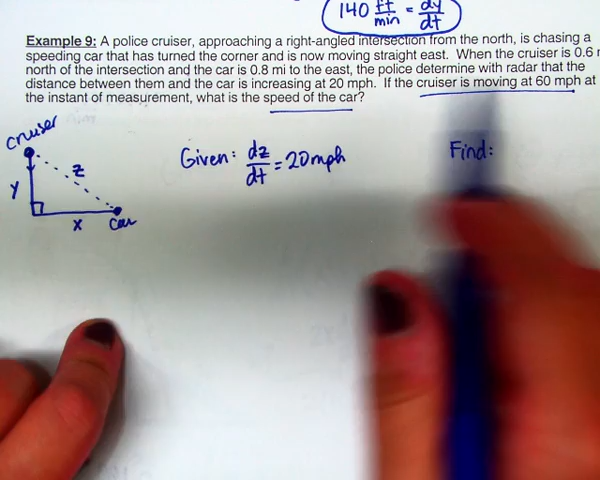 140 ft/min = dy/dt
Example 9: A police cruiser, approaching a right-angled intersection from the north, is chasing a
speeding car that has turned the corner and is now moving straight east. When the cruiser is 0.6
north of the intersection and the car is 0.8 mi to the east, the police determine with radar that the
distance between them and the car is increasing at 20 mph. If the cruiser is moving at 60 mph at
the instant of measurement, what is the speed of the car?
cruiser
Given: dz/dt = 20mph
Find:
z
y
x
car